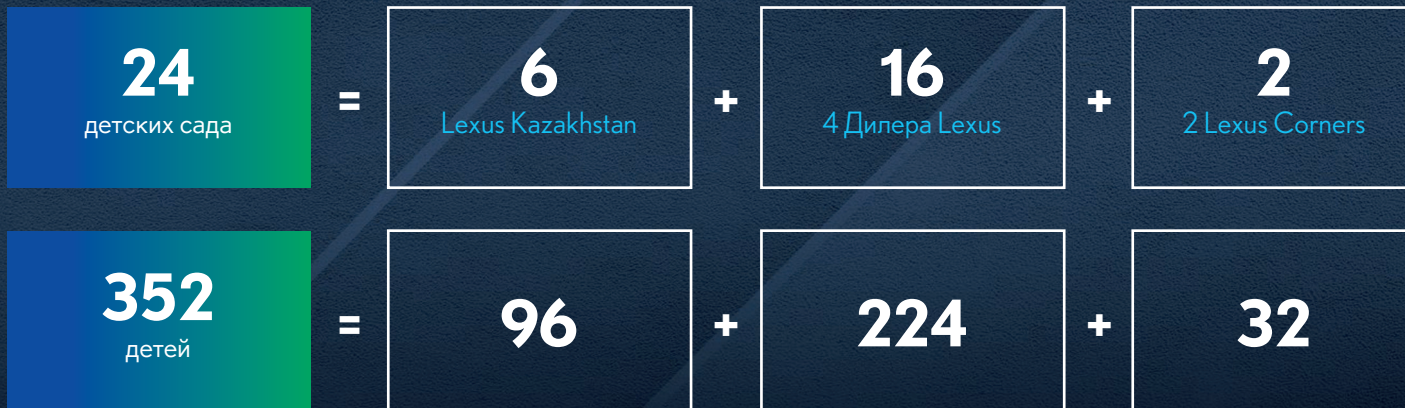 24
детских сада
=
6
Lexus Kazakhstan
+
16
4 Дилера Lexus
+
2
2 Lexus Corners
352
детей
=
96
+
224
+
32